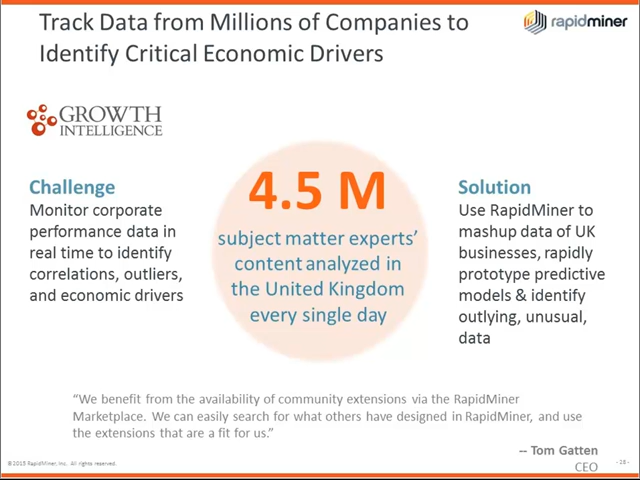 Track Data from Millions of Companies to
Identify Critical Economic Drivers
rapidminer
GROWTH
INTELLIGENCE
Challenge
Monitor corporate
performance data in
real time to identify
correlations, outliers,
and economic drivers
4.5 M
subject matter experts’
content analyzed in
the United Kingdom
every single day
Solution
Use RapidMiner to
mashup data of UK
businesses, rapidly
prototype predictive
models & identify
outlying, unusual,
data
“We benefit from the availability of community extensions via the RapidMiner
Marketplace. We can easily search for what others have designed in RapidMiner, and use
the extensions that are a fit for us.”
-- Tom Gatten
CEO
©2015 RapidMiner, Inc. All rights reserved.
- 26 -